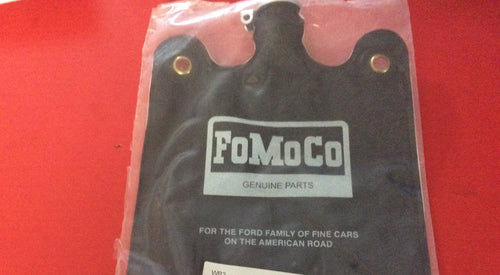 FoMoCo
GENUINE PARTS
FOR THE FORD FAMILY OF FINE CARS
ON THE AMERICAN ROAD